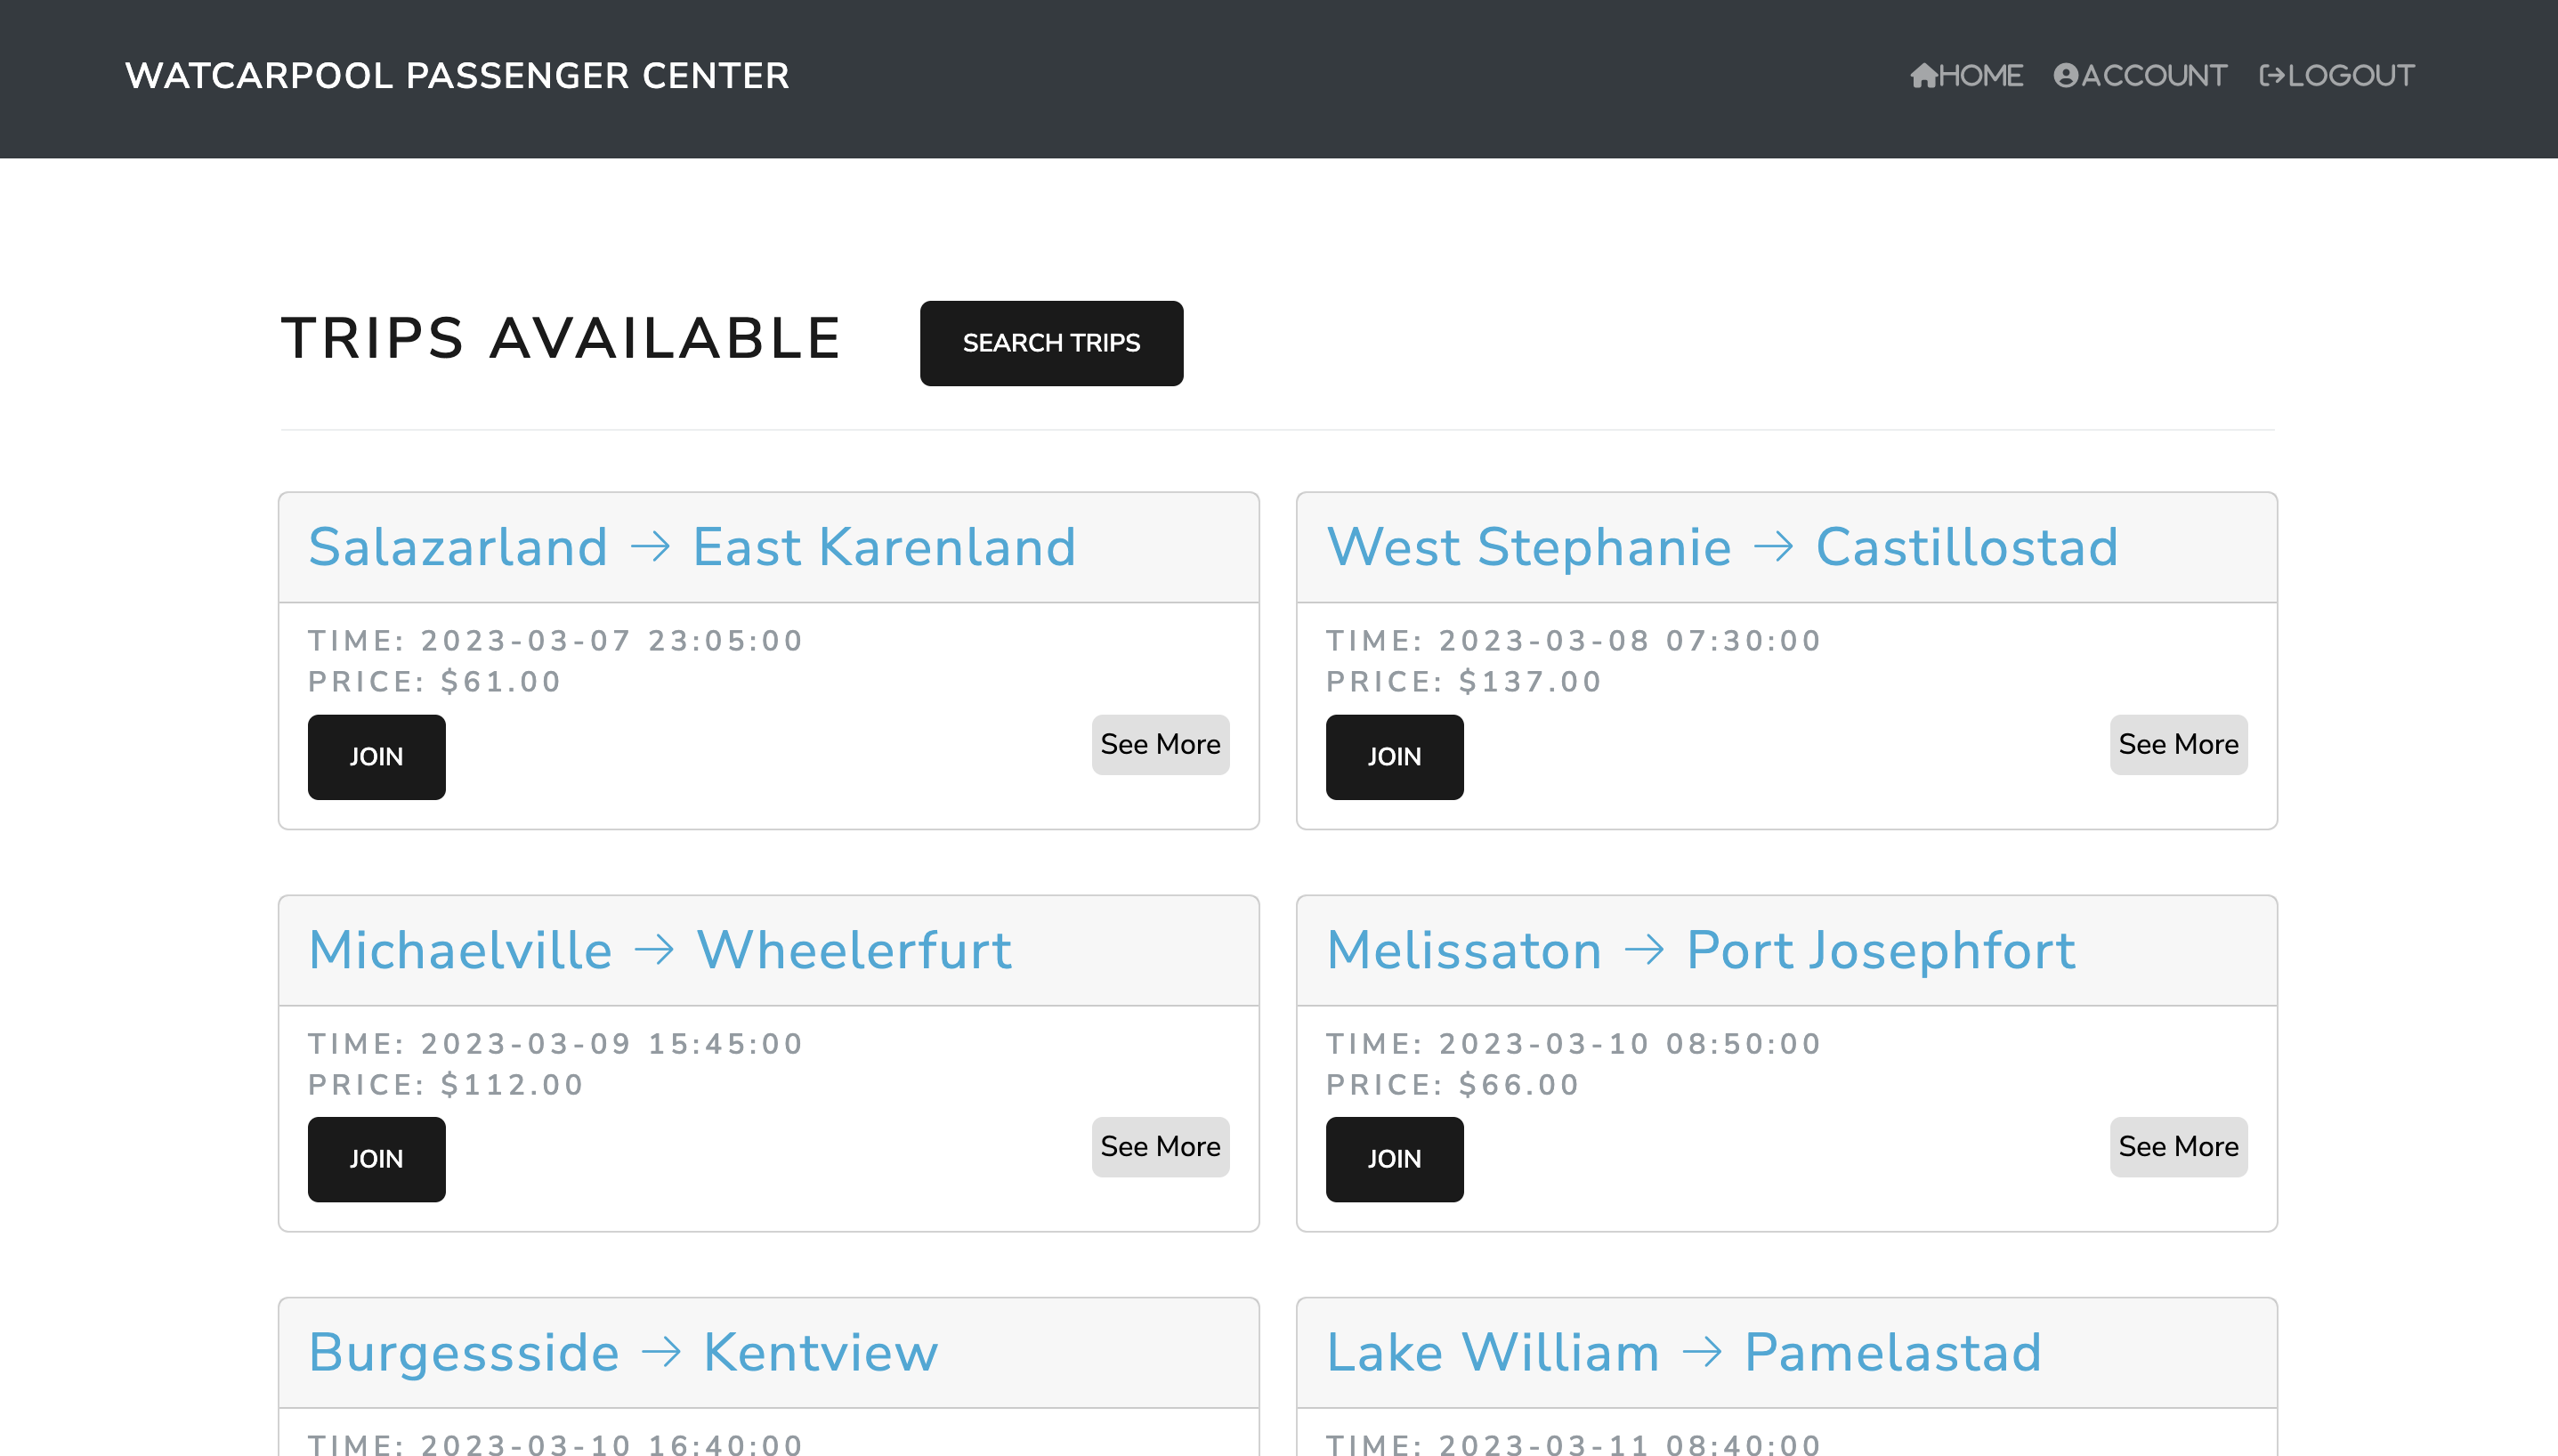 WATCARPOOL PASSENGER CENTER
HOME ACCOUNT LOGOUT
TRIPS AVAILABLE
SEARCH TRIPS
Salazarland → East Karenland
TIME: 2023-03-07 23:05:00
PRICE: $61.00
JOIN
See More
West Stephanie → Castillostad
TIME: 2023-03-08 07:30:00
PRICE: $137.00
JOIN
See More
Michaelville → Wheelerfurt
TIME: 2023-03-09 15:45:00
PRICE: $112.00
JOIN
See More
Melissaton → Port Josephfort
TIME: 2023-03-10 08:50:00
PRICE: $66.00
JOIN
See More
Burgessside → Kentview
TIME: 2023-03-10 16:40:00
Lake William → Pamelastad
TIME: 2023-03-11 08:40:00